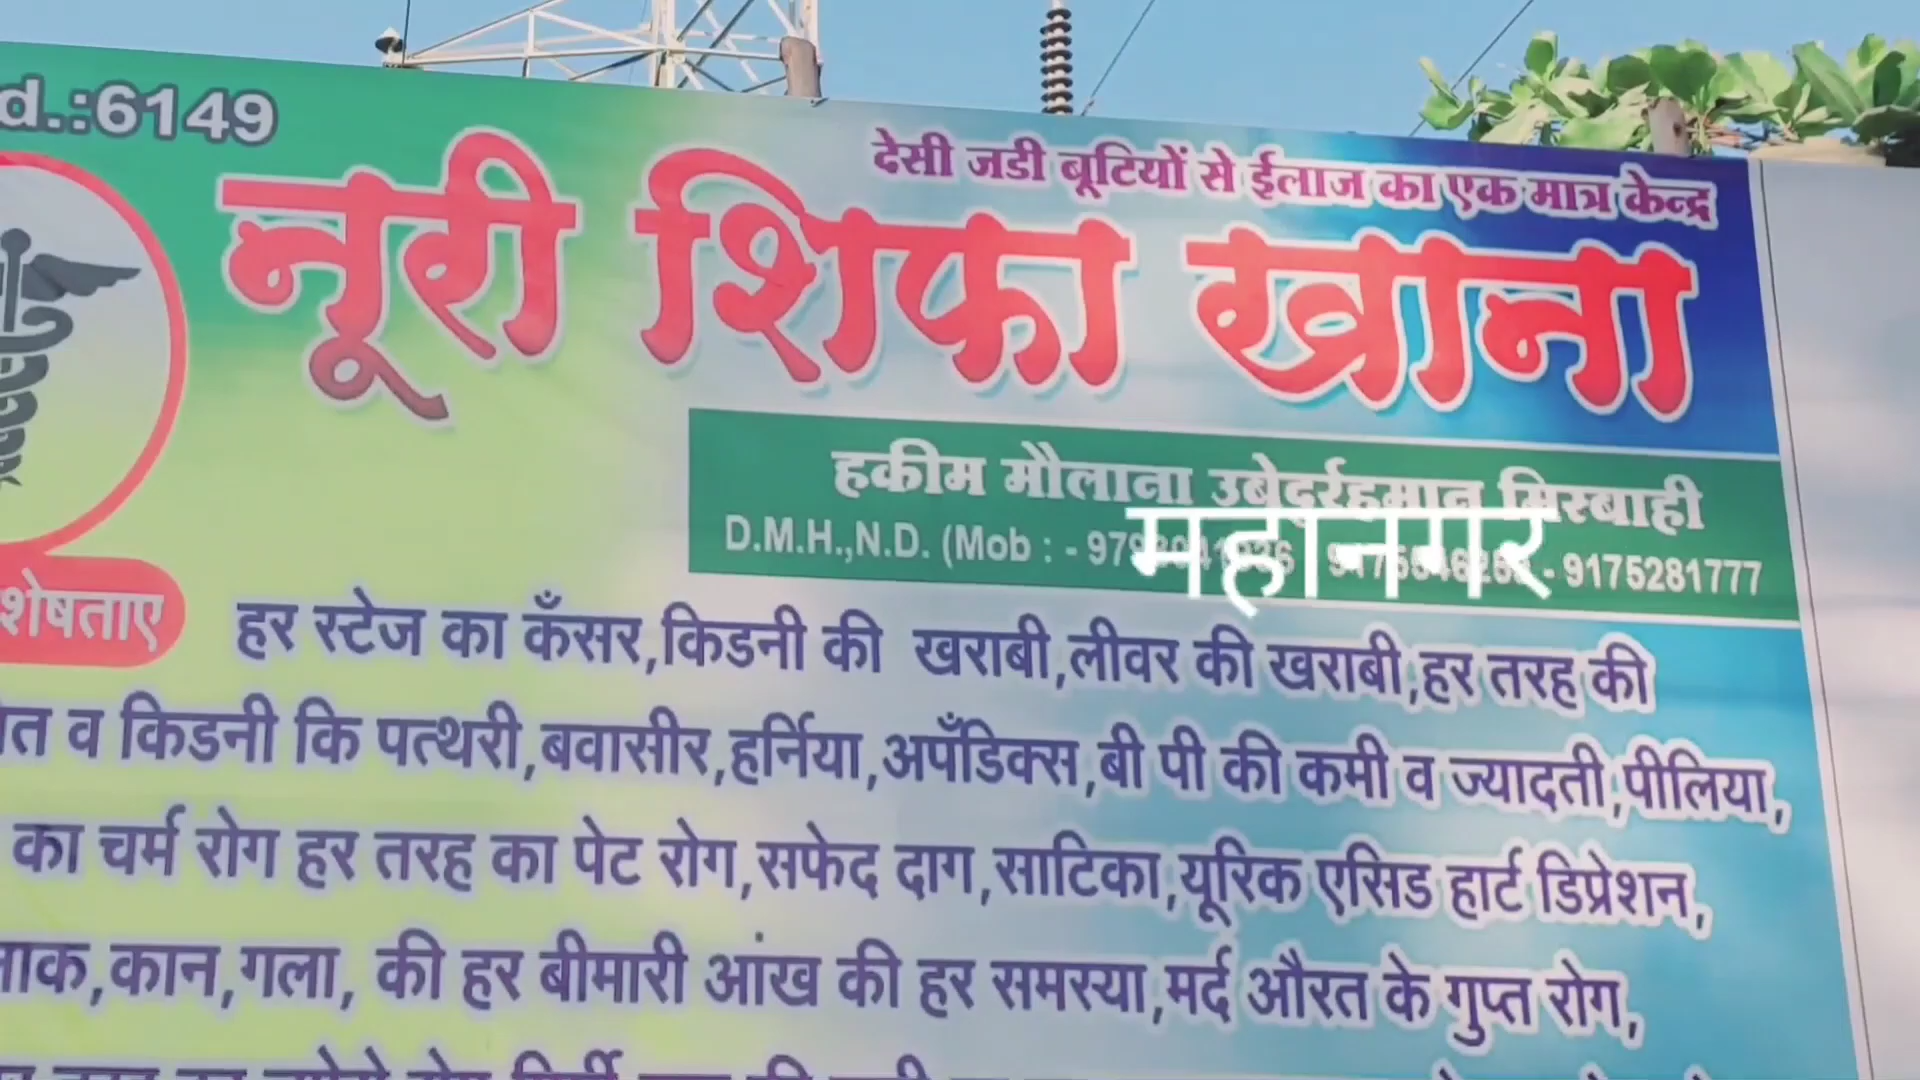 d.:6149
देसी जडी बूटियों से ईलाज का एक मात्र केन्द्र
नूरी शिफा खाना
हकीम मौलाना उबेदुर्रहमान मिस्बाही
D.M.H.,N.D. (Mob : - - 9175281777
महानगर
शेषताए
हर स्टेज का कँसर,किडनी की खराबी,लीवर की खराबी,हर तरह की
व किडनी कि पत्थरी,बवासीर,हर्निया,अपँडिक्स,बी पी की कमी व ज्यादती,पीलिया,
का चर्म रोग हर तरह का पेट रोग,सफेद दाग,साटिका,यूरिक एसिड हार्ट डिप्रेशन,
नाक,कान,गला, की हर बीमारी आंख की हर समस्या,मर्द औरत के गुप्त रोग,